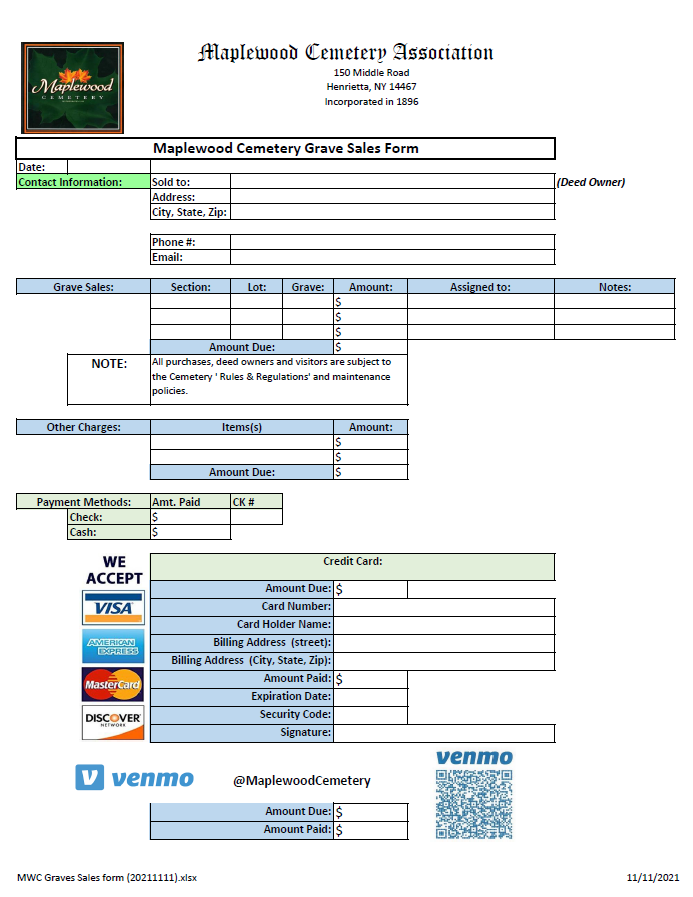 Maplewood Cemetery Association
Maplewood
CEMETERY
150 Middle Road
Henrietta, NY 14467
Incorporated in 1896
Maplewood Cemetery Grave Sales Form
Date:
Contact Information: Sold to: (Deed Owner)
Address:
City, State, Zip:
Phone #:
Email:
Grave Sales: Section: Lot: Grave: Amount: Assigned to: Notes:
$
$
$
Amount Due: $
NOTE: All purchases, deed owners and visitors are subject to
the Cemetery ' Rules & Regulations' and maintenance
policies.
Other Charges: Items(s) Amount:
$
$
Amount Due: $
Payment Methods: Amt. Paid CK #
Check: $
Cash: $
WE
ACCEPT
Credit Card:
Amount Due: $
VISA
Card Number:
Card Holder Name:
AMERICAN
EXPRESS
Billing Address (street):
Billing Address (City, State, Zip):
MasterCard
Amount Paid: $
Expiration Date:
DISCOVER
NETWORK
Security Code:
Signature:
venmo
V venmo @MaplewoodCemetery
Amount Due: $
Amount Paid: $
MWC Graves Sales form (20211111).xlsx 11/11/2021